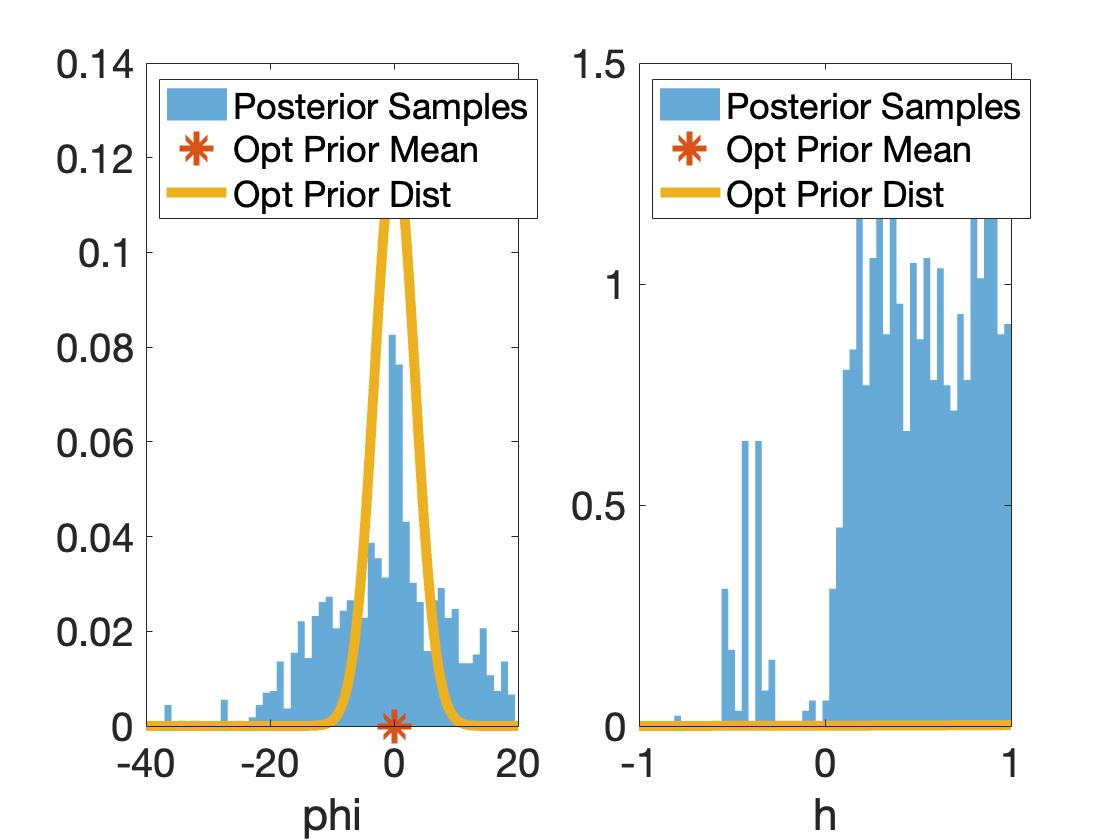 0.14
0.12
0.1
0.08
0.06
0.04
0.02
0
-40 -20 0 20
phi
Posterior Samples
Opt Prior Mean
Opt Prior Dist
1.5
1
0.5
0
-1 0 1
h
Posterior Samples
Opt Prior Mean
Opt Prior Dist